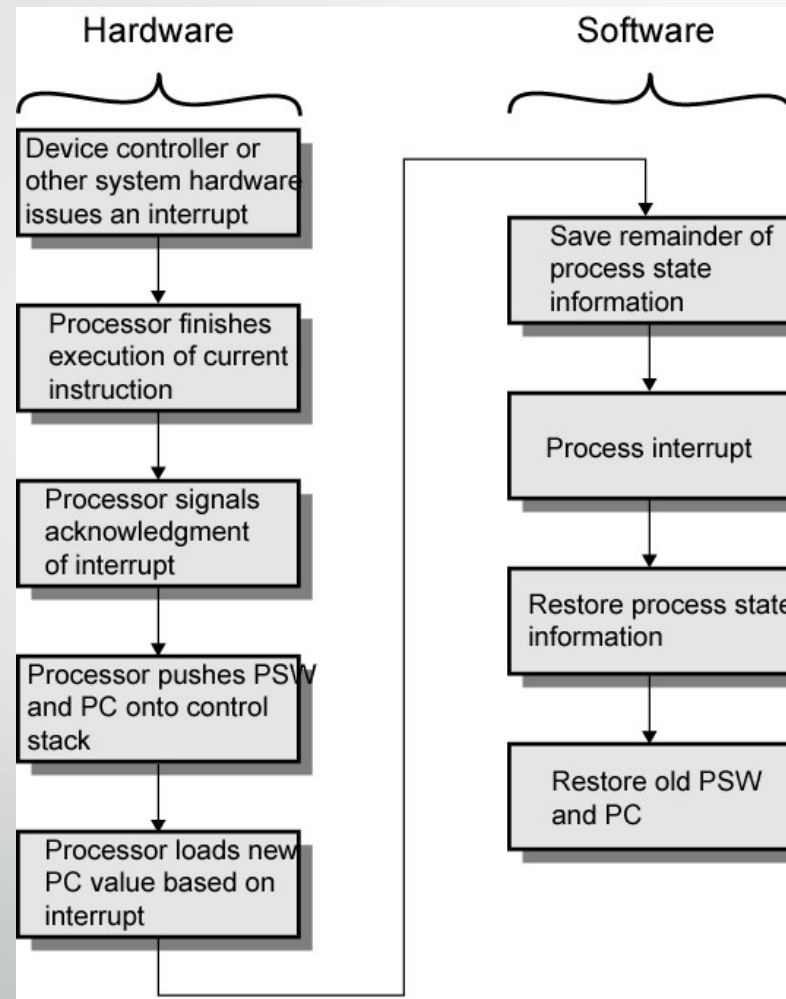 Hardware
Device controller or
other system hardware
issues an interrupt
Processor finishes
execution of current
instruction
Processor signals
acknowledgment
of interrupt
Processor pushes PSW
and PC onto control
stack
Processor loads new
PC value based on
interrupt
Software
Save remainder of
process state
information
Process interrupt
Restore process state
information
Restore old PSW
and PC